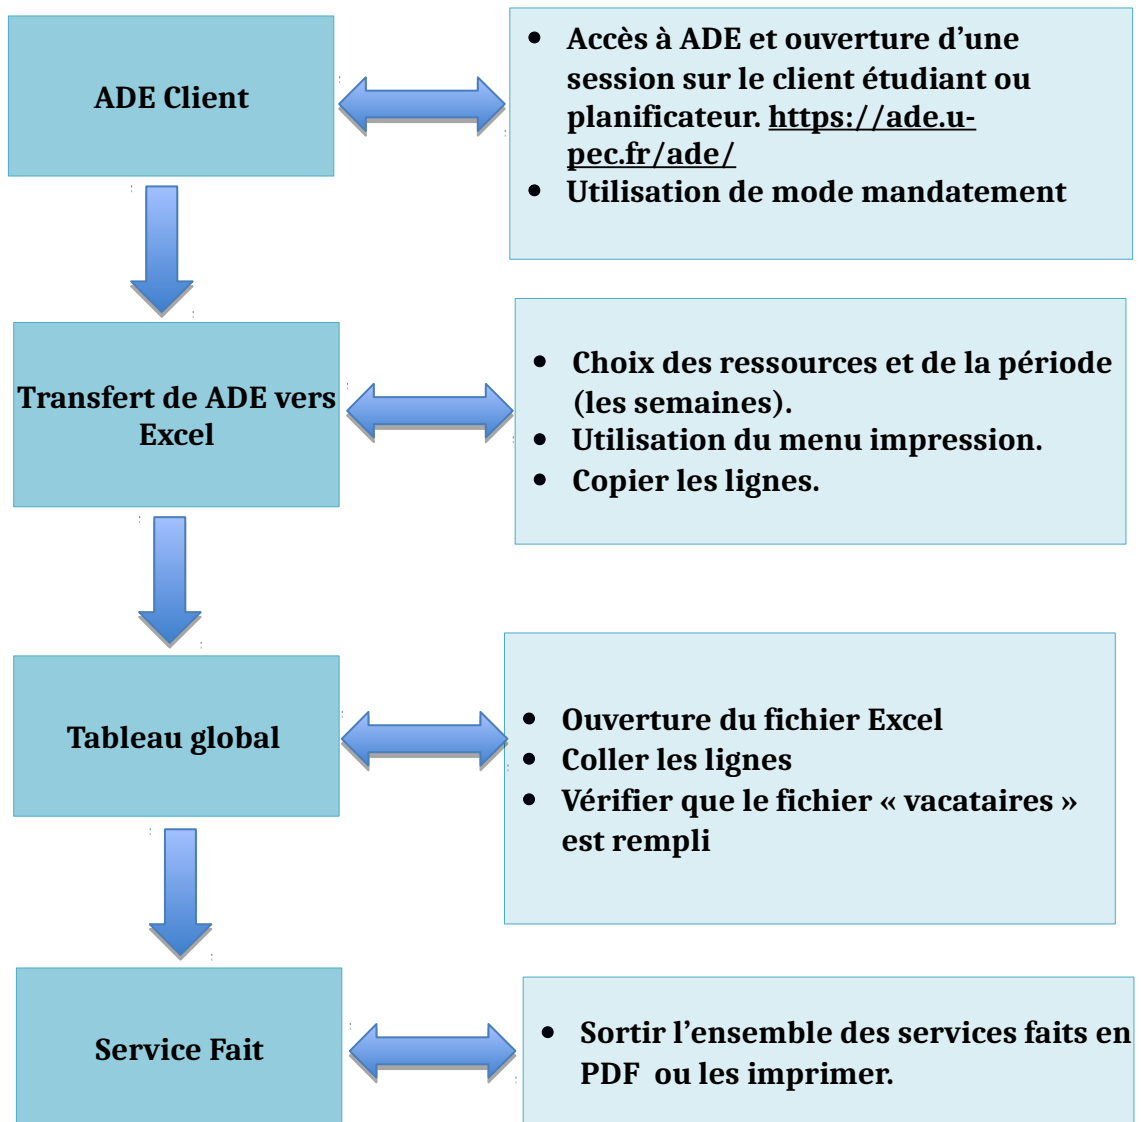 ADE Client
• Accès à ADE et ouverture d’une
session sur le client étudiant ou
planificateur. https://ade.u-
pec.fr/ade/
• Utilisation de mode mandatement
Transfert de ADE vers
Excel
• Choix des ressources et de la période
(les semaines).
• Utilisation du menu impression.
• Copier les lignes.
Tableau global
• Ouverture du fichier Excel
• Coller les lignes
• Vérifier que le fichier « vacataires »
est rempli
Service Fait
• Sortir l’ensemble des services faits en
PDF ou les imprimer.